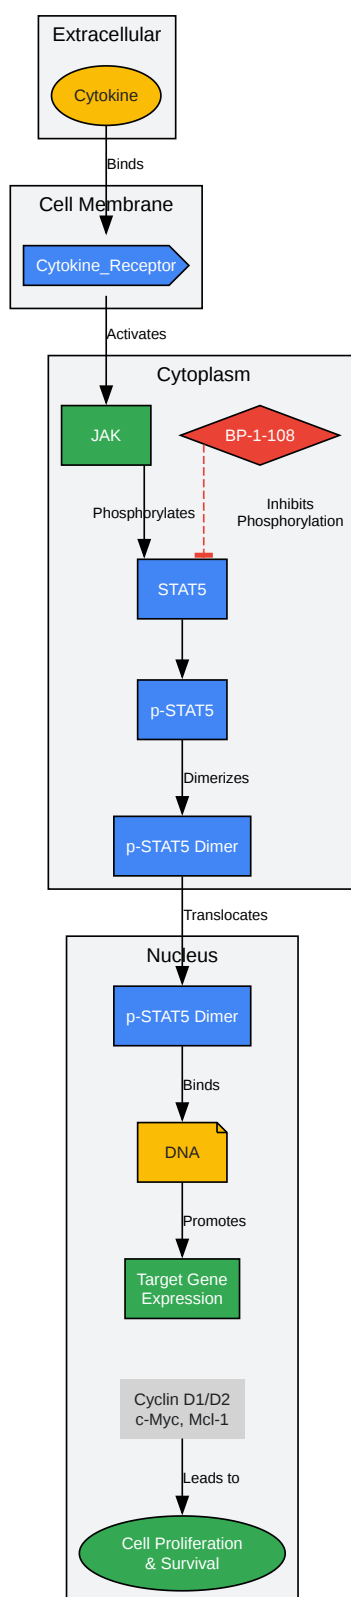 Extracellular
Cytokine
Binds
Cell Membrane
Cytokine_Receptor
Activates
Cytoplasm
JAK
BP-1-108
Phosphorylates
Inhibits
Phosphorylation
STAT5
p-STAT5
Dimerizes
p-STAT5 Dimer
Translocates
Nucleus
p-STAT5 Dimer
Binds
DNA
Promotes
Target Gene
Expression
Cyclin D1/D2
c-Myc, Mcl-1
Leads to
Cell Proliferation
& Survival